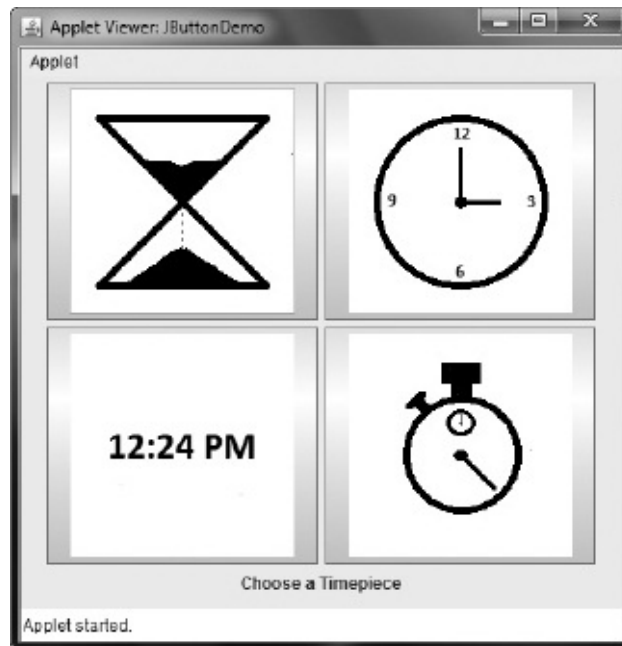 Applet Viewer: JButtonDemo
Applet
12
9
3
6
12:24 PM
Choose a Timepiece
Applet started.